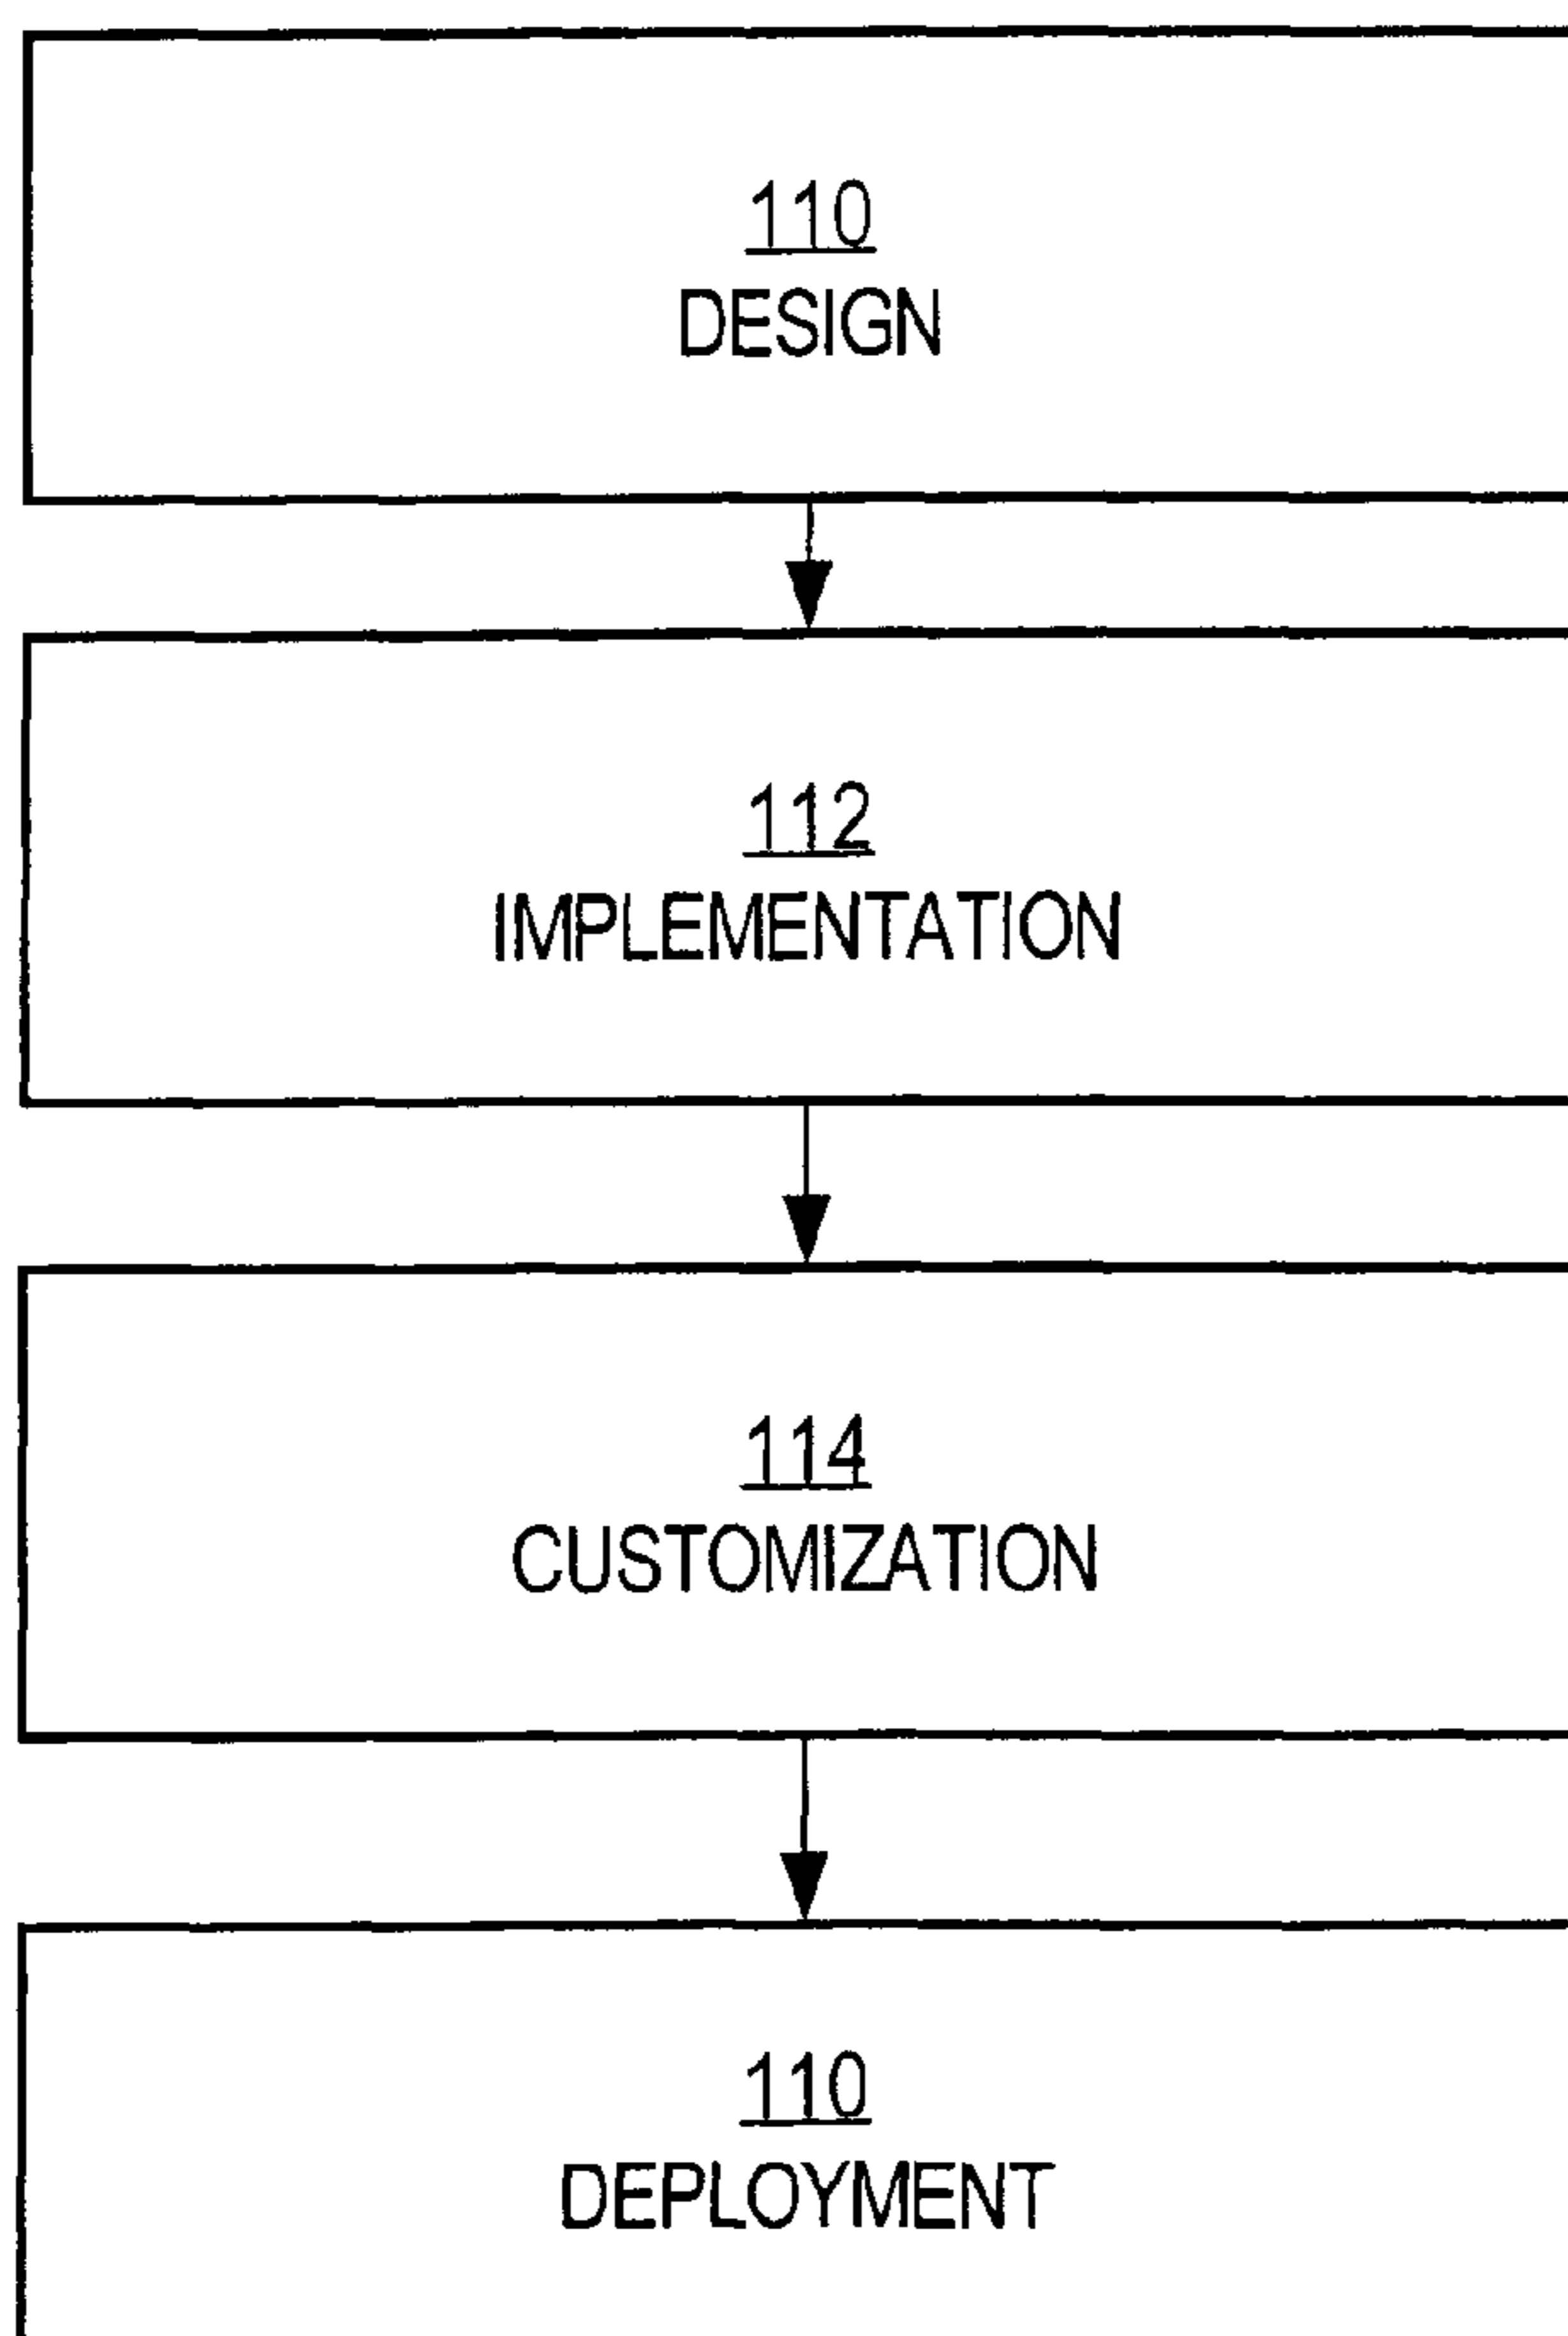 110
DESIGN
112
IMPLEMENTATION
114
CUSTOMIZATION
110
DEPLOYMENT